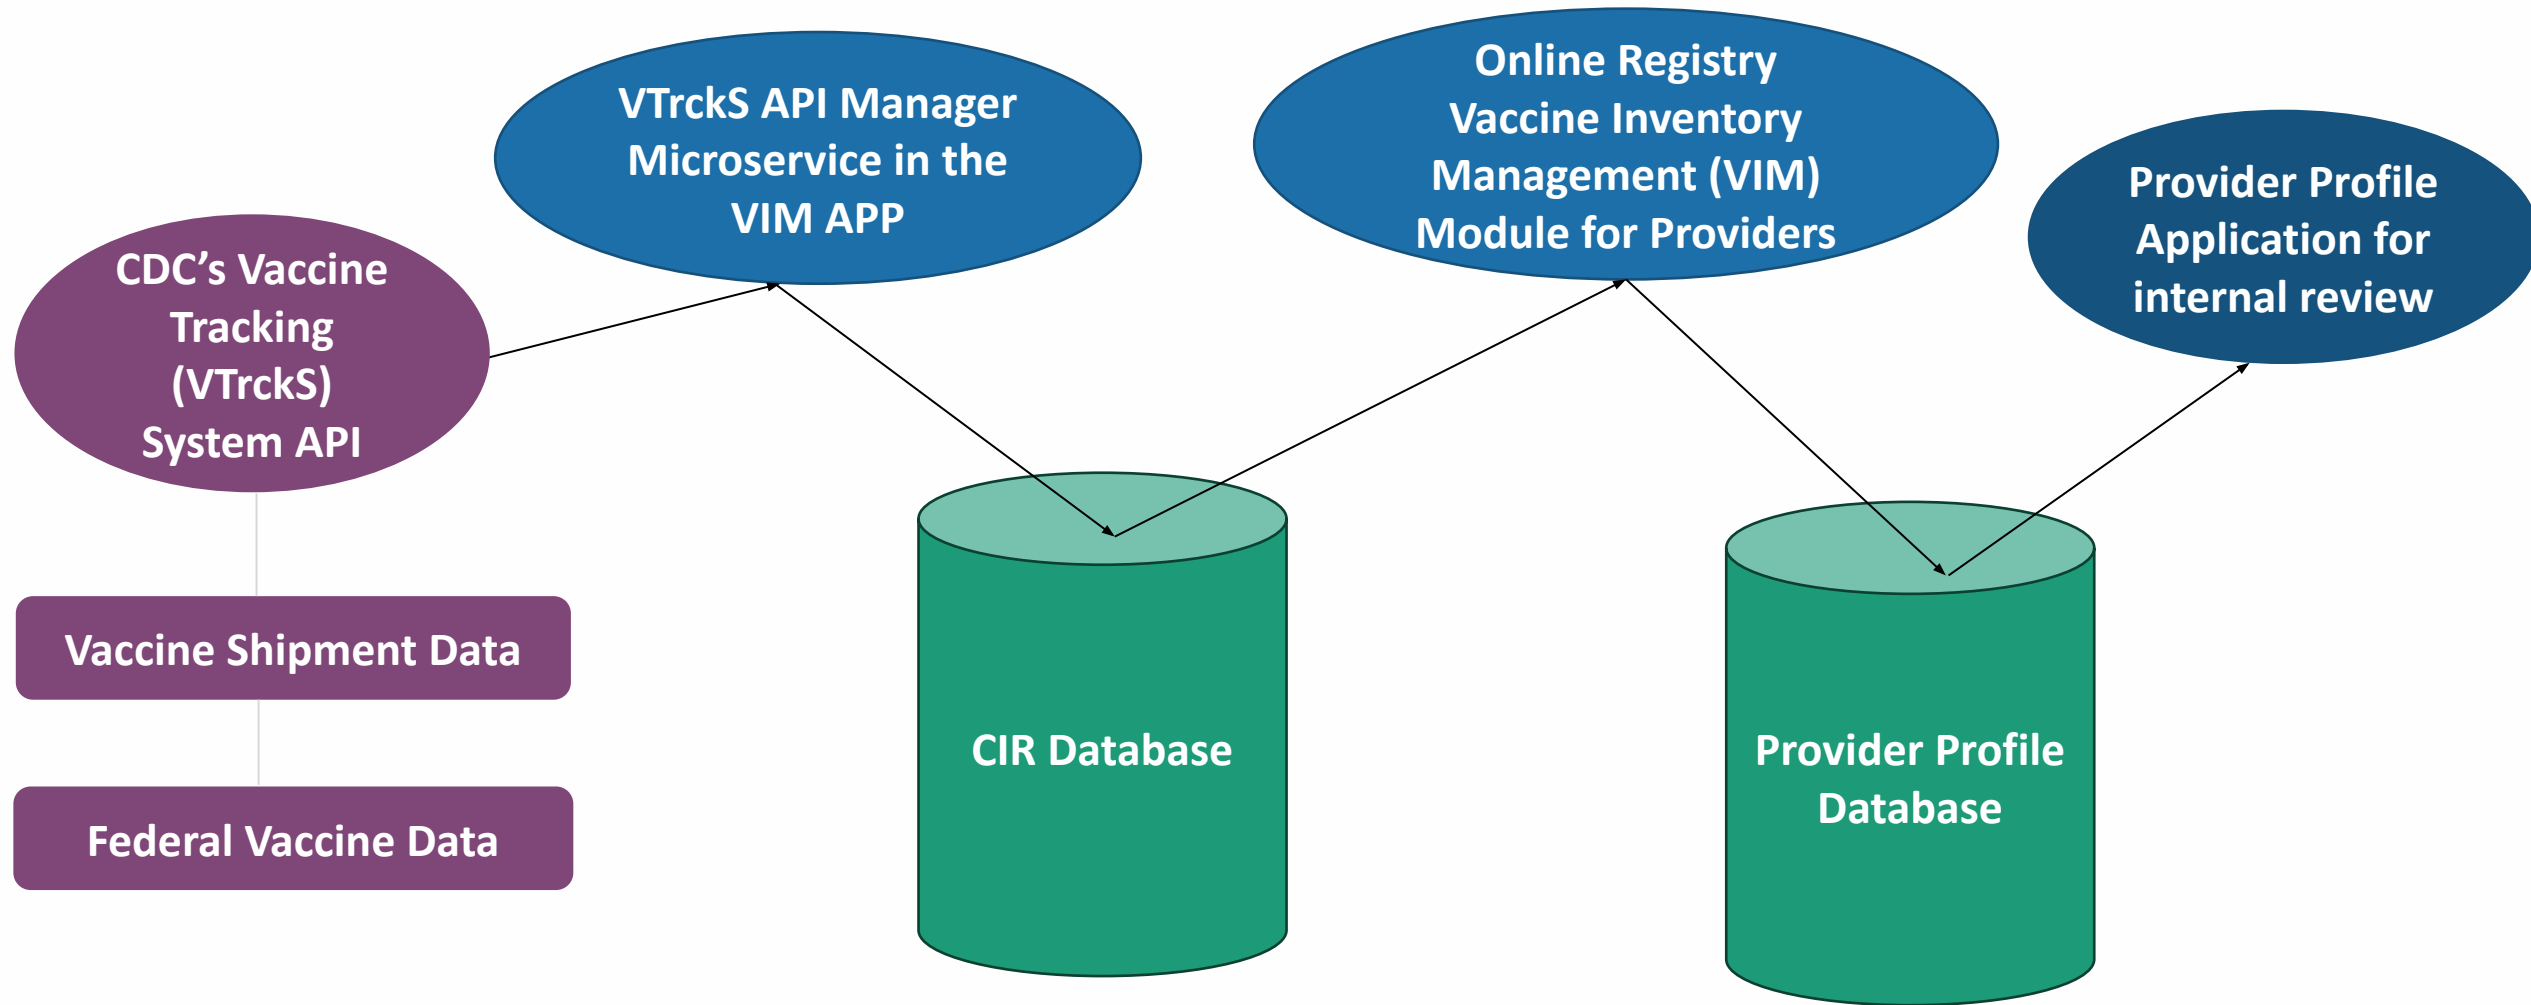 CDC’s Vaccine
Tracking
(VTrckS)
System API
Vaccine Shipment Data
Federal Vaccine Data
VTrckS API Manager
Microservice in the
VIM APP
CIR Database
Online Registry
Vaccine Inventory
Management (VIM)
Module for Providers
Provider Profile
Database
Provider Profile
Application for
internal review